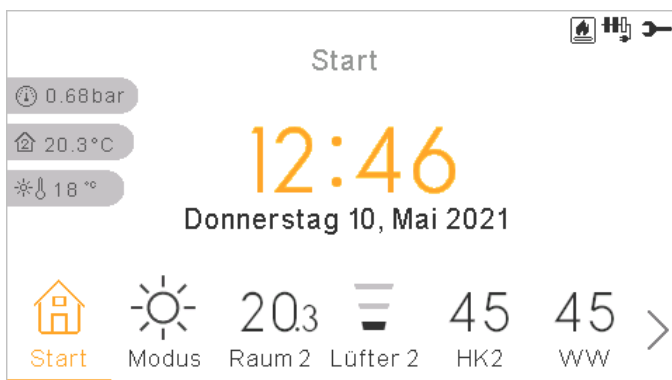 Start
0.68bar
2 20.3°C
18 °C
12:46
Donnerstag 10, Mai 2021
20.3 45 45
Start Modus Raum 2 Lüfter 2 HK2 WW